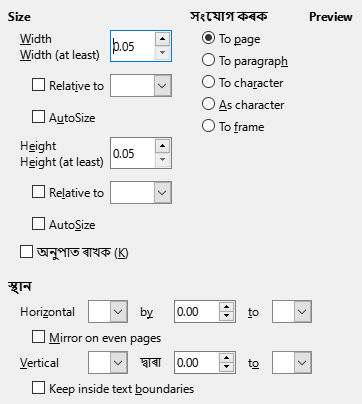 Size সংযোগ কৰক Preview
Width
Width (at least) 0.05 To page
To paragraph
Relative to To character
AutoSize As character
Height To frame
Height (at least) 0.05
Relative to
AutoSize
অনুপাত ৰাখক (K)
স্থান
Horizontal by 0.00 to
Mirror on even pages
Vertical দ্বাৰা 0.00 to
Keep inside text boundaries